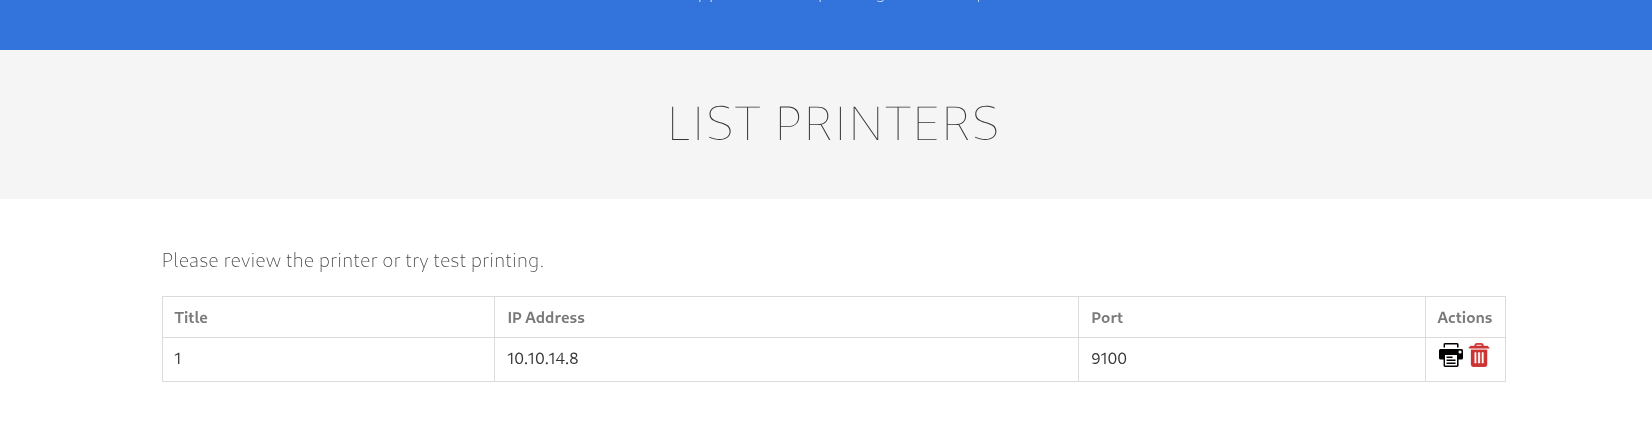 LIST PRINTERS
Please review the printer or try test printing.
Title IP Address Port Actions
1 10.10.14.8 9100